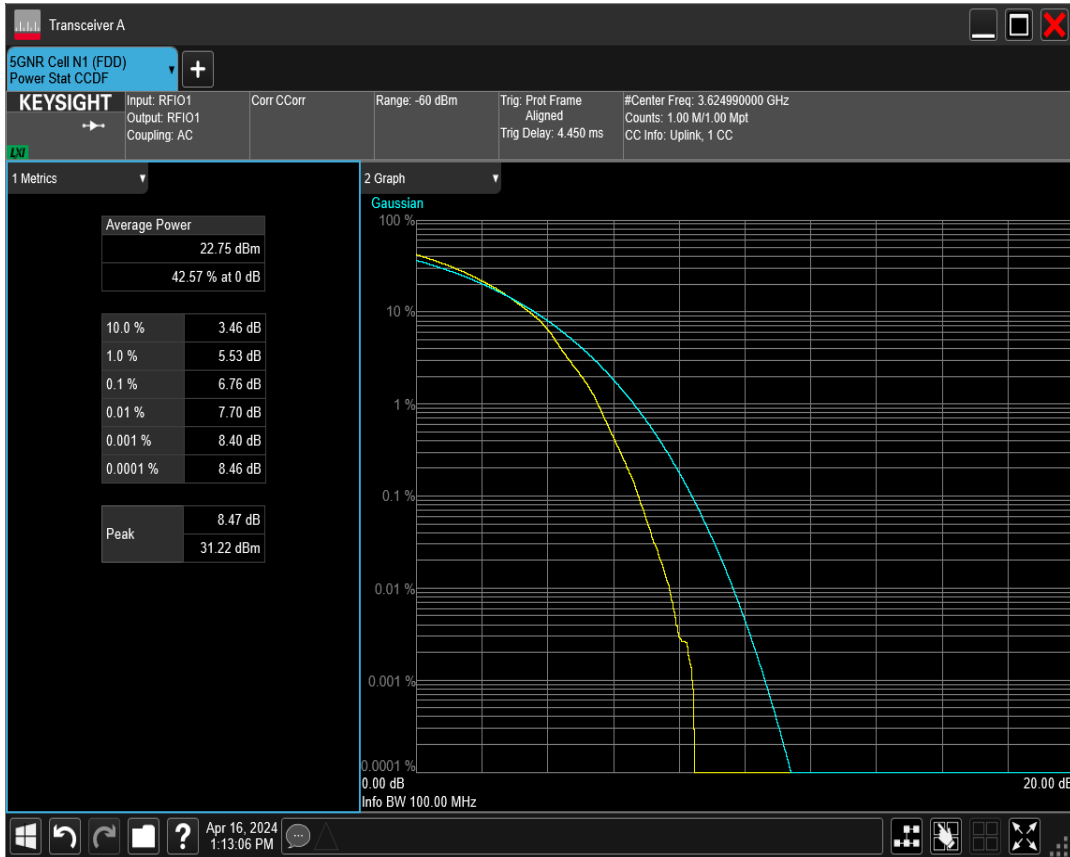 Transceiver A
5GNR Cell N1 (FDD)
Power Stat CCDF
+
KEYSIGHT
LXI
Input: RFIO1
Output: RFIO1
Coupling: AC
Corr CCorr
Range: -60 dBm
Trig: Prot Frame
Aligned
Trig Delay: 4.450 ms
#Center Freq: 3.624990000 GHz
Counts: 1.00 M/1.00 Mpt
CC Info: Uplink, 1 CC
1 Metrics
Average Power
22.75 dBm
42.57 % at 0 dB
10.0 % 3.46 dB
1.0 % 5.53 dB
0.1 % 6.76 dB
0.01 % 7.70 dB
0.001 % 8.40 dB
0.0001 % 8.46 dB
Peak
8.47 dB
31.22 dBm
2 Graph
Gaussian
100 %
10 %
1 %
0.1 %
0.01 %
0.001 %
0.0001 %
0.00 dB 20.00 dB
Info BW 100.00 MHz
?
Apr 16, 2024
1:13:06 PM